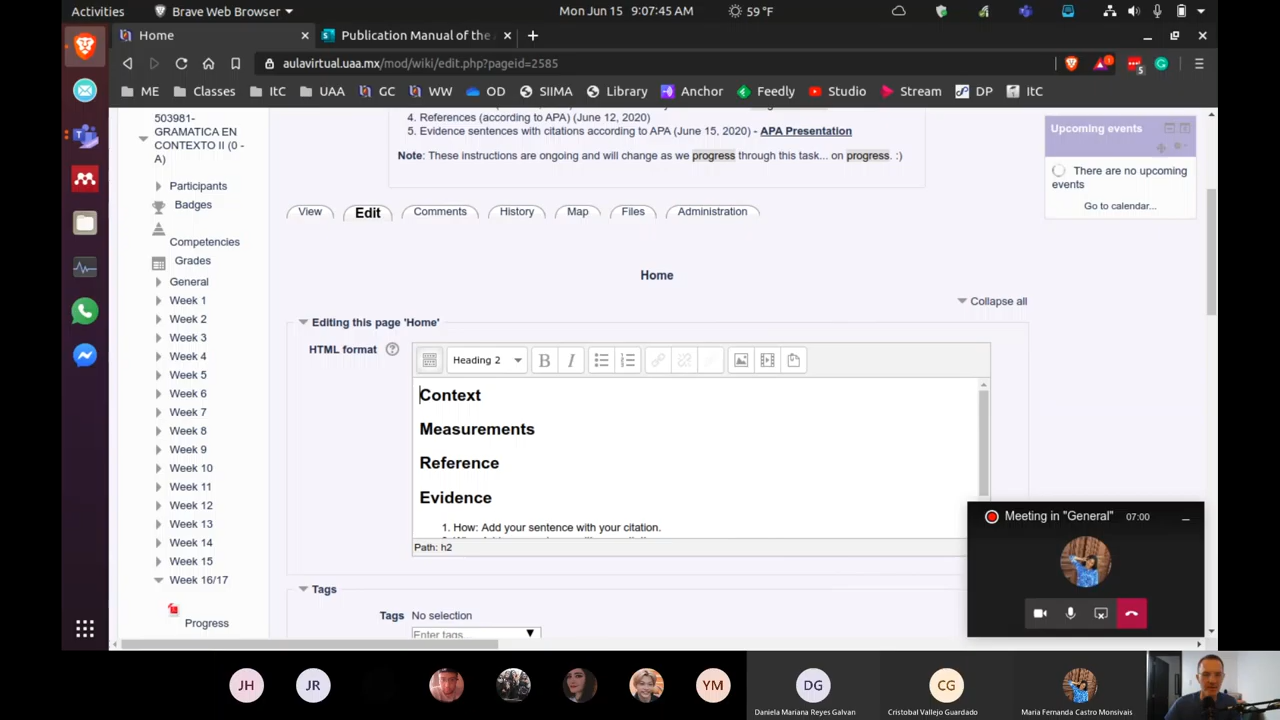 Activities
Brave Web Browser
Mon Jun 15 9:07:45 AM
59 °F
Home
Publication Manual of the
aulavirtual.uaa.mx/mod/wiki/edit.php?pageid=2585
1
5
ME
Classes
ItC
UAA
GC
WW
OD
SIIMA
Library
Anchor
Feedly
Studio
Stream
DP
ItC
503981-
GRAMATICA EN
CONTEXTO II (0 -
A)
Participants
Badges
Competencies
Grades
General
Week 1
Week 2
Week 3
Week 4
Week 5
Week 6
Week 7
Week 8
Week 9
Week 10
Week 11
Week 12
Week 13
Week 14
Week 15
Week 16/17
Progress
4. References (according to APA) (June 12, 2020)
5. Evidence sentences with citations according to APA (June 15, 2020) - APA Presentation
Note: These instructions are ongoing and will change as we progress through this task... on progress. :)
View
Edit
Comments
History
Map
Files
Administration
Home
Collapse all
Editing this page 'Home'
HTML format
Heading 2
B
I
Context
Measurements
Reference
Evidence
1. How: Add your sentence with your citation.
Path: h2
Tags
Tags
No selection
Enter tags...
Upcoming events
There are no upcoming
events
Go to calendar...
Meeting in "General"
07:00
JH
JR
YM
DG
Daniela Mariana Reyes Galvan
CG
Cristobal Vallejo Guardado
Maria Fernanda Castro Monsivais